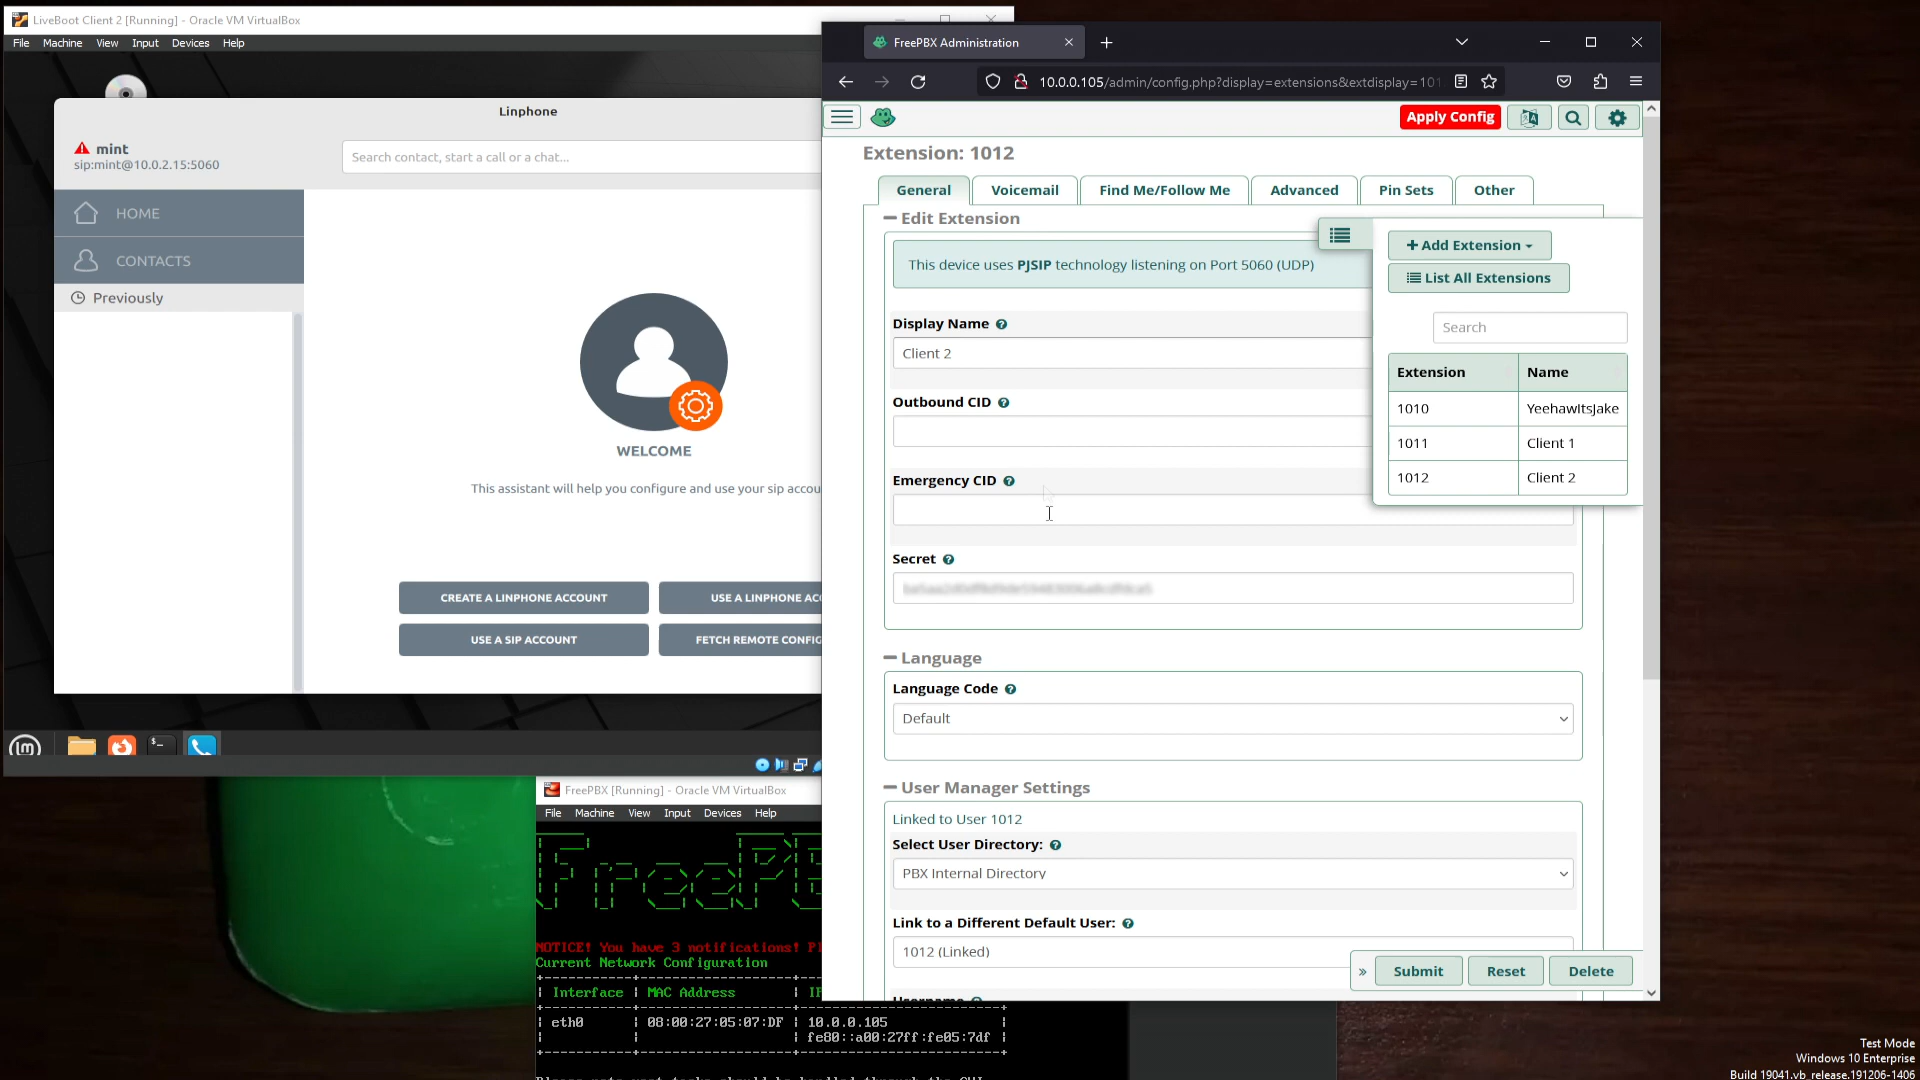 LiveBoot Client 2 [Running] - Oracle VM VirtualBox
File Machine View Input Devices Help
Linphone
mint
sip:mint@10.0.2.15:5060
Search contact, start a call or a chat...
HOME
CONTACTS
Previously
WELCOME
This assistant will help you configure and use your sip accou
CREATE A LINPHONE ACCOUNT
USE A LINPHONE ACC
USE A SIP ACCOUNT
FETCH REMOTE CONFIG
FreePBX [Running] - Oracle VM VirtualBox
File Machine View Input Devices Help
FreePB
NOTICE! You have 3 notifications! Pl
Current Network Configuration
Interface | MAC Address | IP
eth0 | 08:00:27:05:07:DF | 10.0.0.105
fe80::a00:27ff:fe05:7df
FreePBX Administration
10.0.0.105/admin/config.php?display=extensions&extdisplay=101
Apply Config
Extension: 1012
General
Voicemail
Find Me/Follow Me
Advanced
Pin Sets
Other
Edit Extension
This device uses PJSIP technology listening on Port 5060 (UDP)
Display Name
Client 2
Outbound CID
Emergency CID
Secret
+ Add Extension
List All Extensions
Search
Extension Name
1010 YeehawItsJake
1011 Client 1
1012 Client 2
Language
Language Code
Default
User Manager Settings
Linked to User 1012
Select User Directory:
PBX Internal Directory
Link to a Different Default User:
1012 (Linked)
Username
» Submit Reset Delete
Test Mode
Windows 10 Enterprise
Build 19041.vb_release.191206-1406